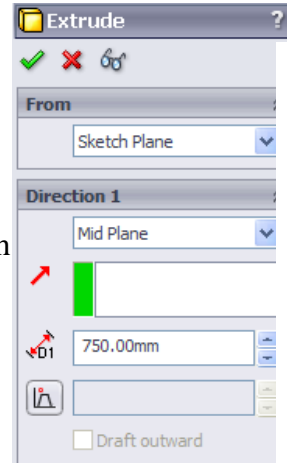 Extrude ?
From
Sketch Plane
Direction 1
Mid Plane
D1 750.00mm
Draft outward